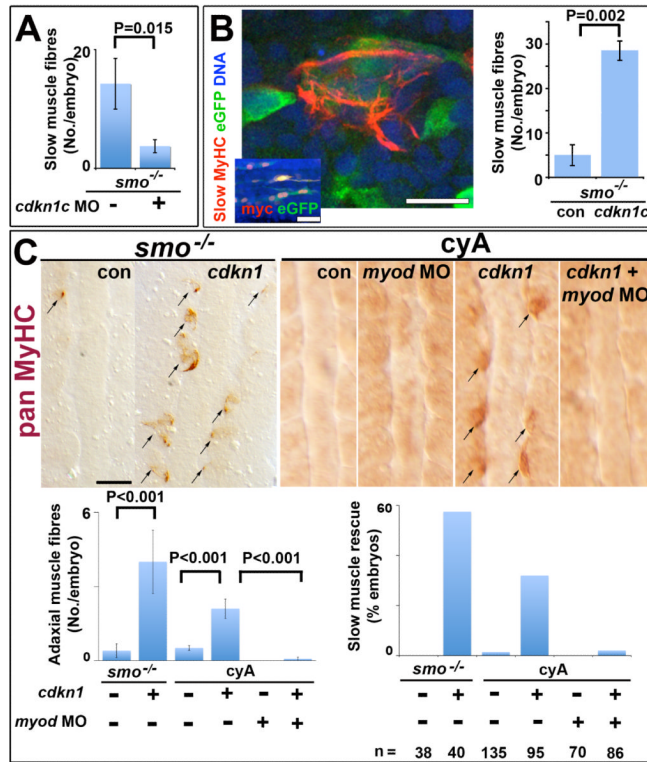 A
P=0.015
Slow muscle fibres
(No./embryo)
20
0
smo-/-
cdkn1c MO - +
B
Slow MyHC eGFP DNA
myc eGFP
P=0.002
Slow muscle fibres
(No./embryo)
30
20
10
0
smo-/-
con cdkn1c
C
smo-/-
cyA
con
cdkn1
con
myod MO
cdkn1
cdkn1 +
myod MO
pan MyHC
P<0.001
P<0.001
P<0.001
Adaxial muscle fibres
(No./embryo)
6
0
smo-/-
cyA
cdkn1 - + - + - +
myod MO - - - - + +
Slow muscle rescue
(% embryos)
60
0
smo-/-
cyA
- + - + - +
- - - - + +
n = 38 40 135 95 70 86